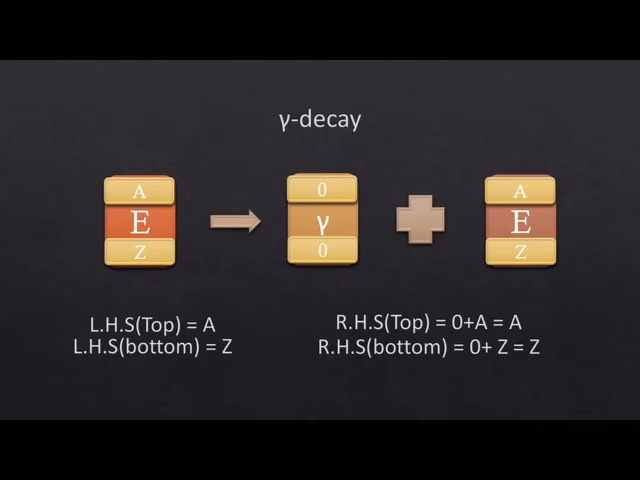 γ-decay
A
E
Z
0
γ
0
A
E
Z
L.H.S(Top) = A
L.H.S(bottom) = Z
R.H.S(Top) = 0+A = A
R.H.S(bottom) = 0+ Z = Z